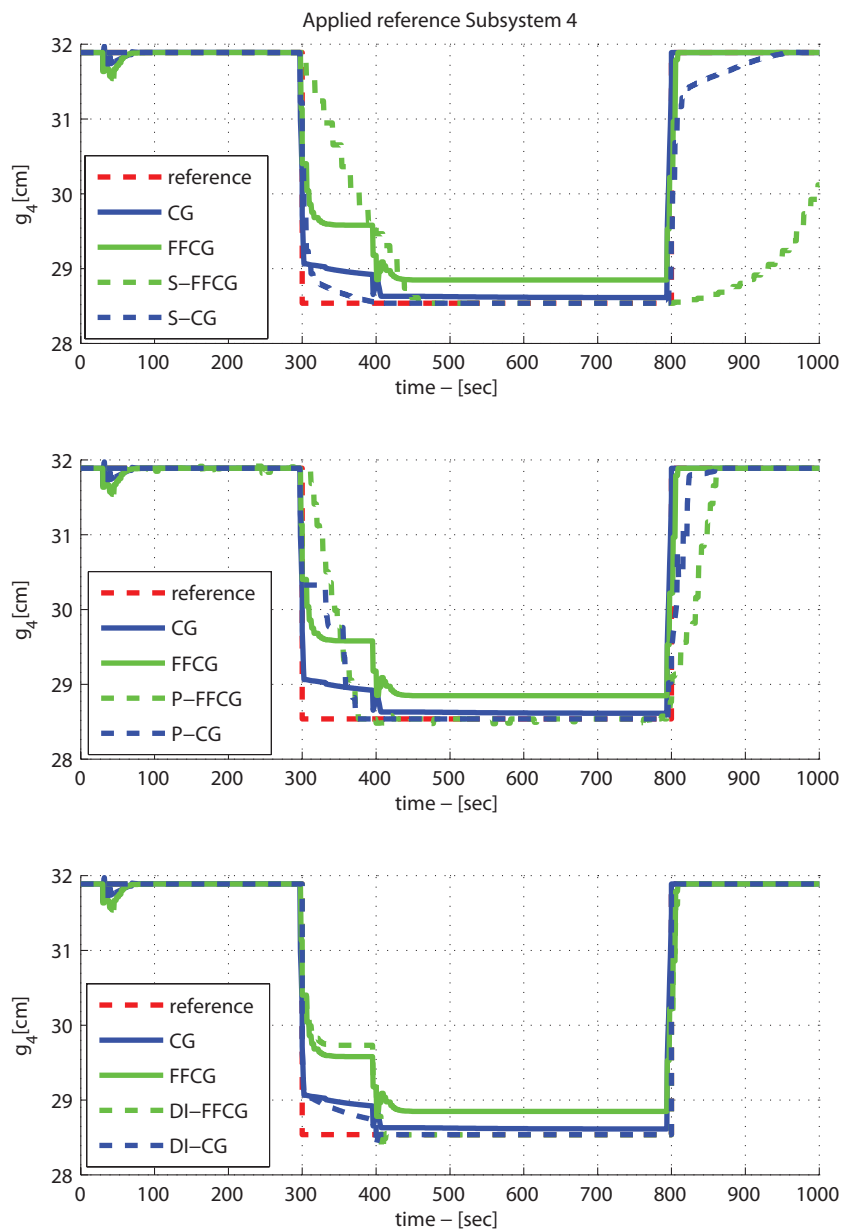 Applied reference Subsystem 4
32
31
30
29
28
g4[cm]
reference
CG
FFCG
S–FFCG
S–CG
0 100 200 300 400 500 600 700 800 900 1000
time – [sec]
32
31
30
29
28
g4[cm]
reference
CG
FFCG
P–FFCG
P–CG
0 100 200 300 400 500 600 700 800 900 1000
time – [sec]
32
31
30
29
28
g4[cm]
reference
CG
FFCG
DI–FFCG
DI–CG
0 100 200 300 400 500 600 700 800 900 1000
time – [sec]